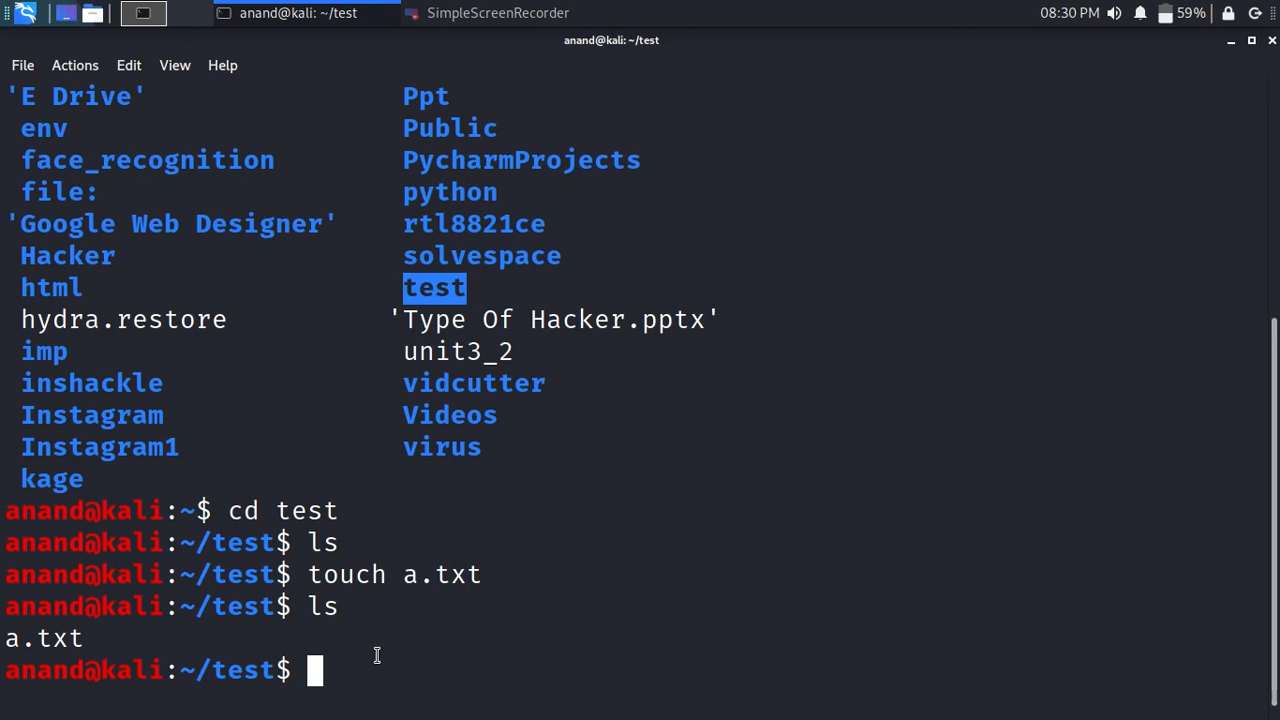 anand@kali: ~/test
SimpleScreenRecorder
08:30 PM
59%
anand@kali: ~/test
File Actions Edit View Help
'E Drive' Ppt
env Public
face_recognition PycharmProjects
file: python
'Google Web Designer' rtl8821ce
Hacker solvespace
html test
hydra.restore 'Type Of Hacker.pptx'
imp unit3_2
inshackle vidcutter
Instagram Videos
Instagram1 virus
kage
anand@kali:~$ cd test
anand@kali:~/test$ ls
anand@kali:~/test$ touch a.txt
anand@kali:~/test$ ls
a.txt
anand@kali:~/test$